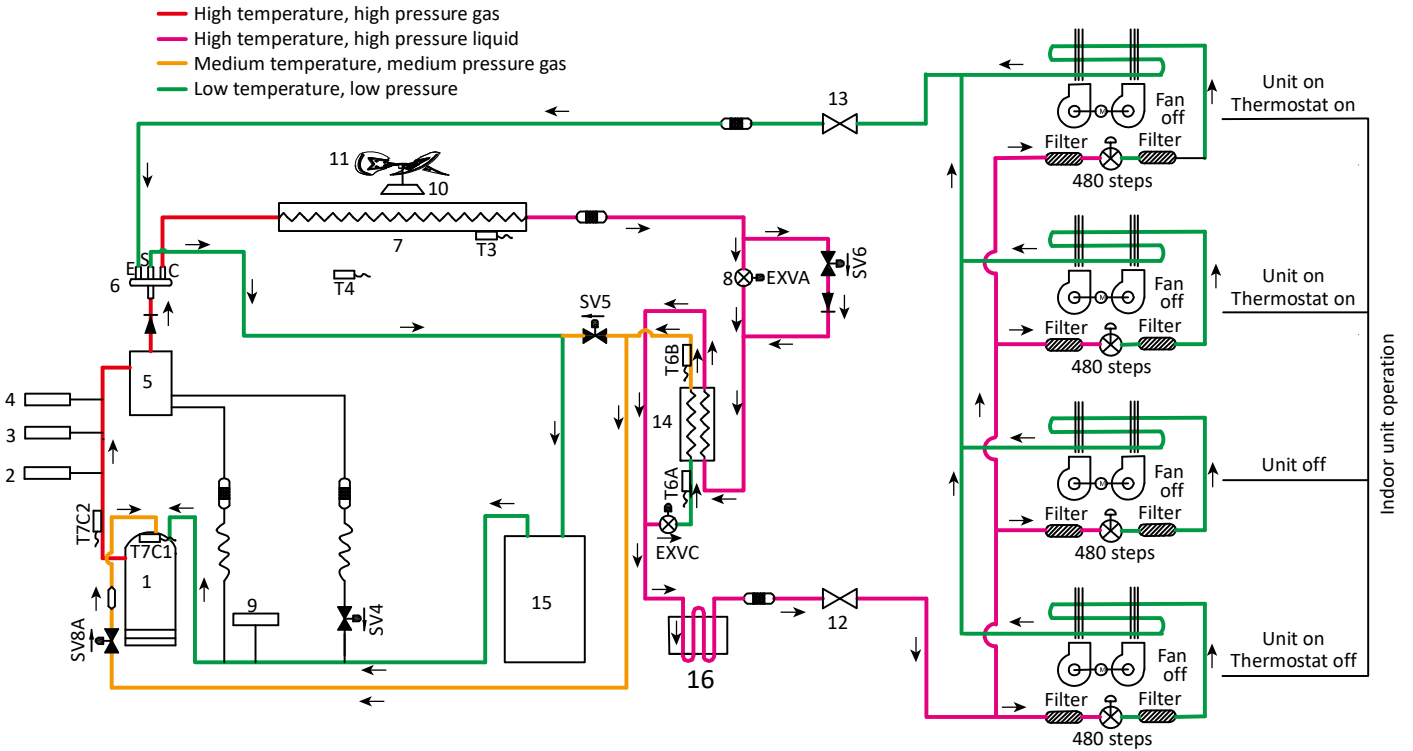 High temperature, high pressure gas
High temperature, high pressure liquid
Medium temperature, medium pressure gas
Low temperature, low pressure
13
Unit on
Thermostat on
Fan
off
M
Filter
Filter
480 steps
11
10
7
T3
T4
E
S
C
6
8
EXVA
SV6
SV5
Unit on
Thermostat on
Fan
off
M
Filter
Filter
480 steps
5
4
3
2
T6B
14
T6A
EXVC
T7C2
T7C1
1
Unit off
Fan
off
M
Filter
Filter
480 steps
Indoor unit operation
9
SV4
SV8A
15
16
12
Unit on
Thermostat off
Fan
off
M
Filter
Filter
480 steps